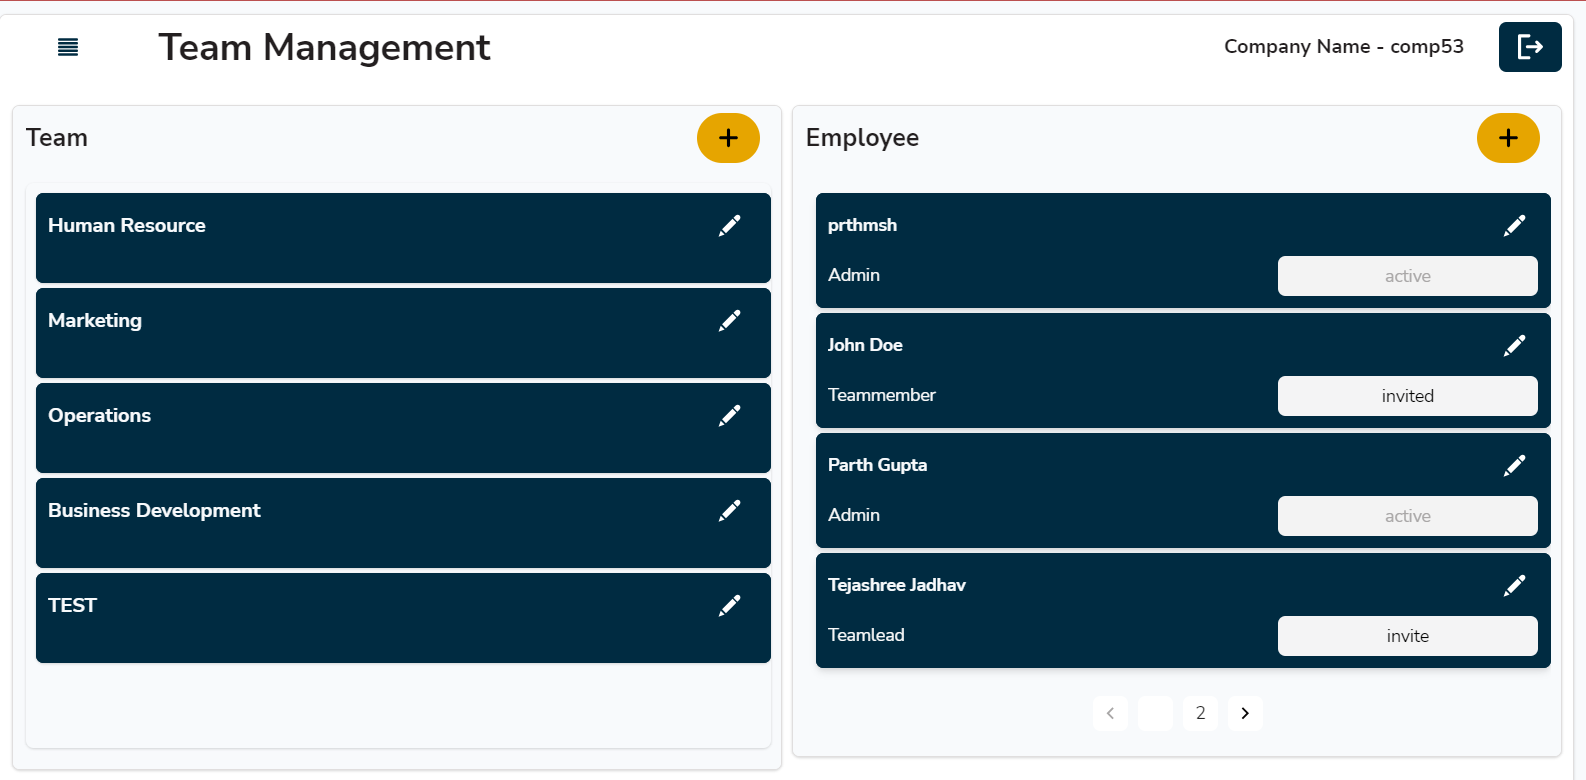 Team Management
Company Name - comp53
Team
Human Resource
Marketing
Operations
Business Development
TEST
Employee
prthmsh
Admin
active
John Doe
Teammember
invited
Parth Gupta
Admin
active
Tejashree Jadhav
Teamlead
invite
2